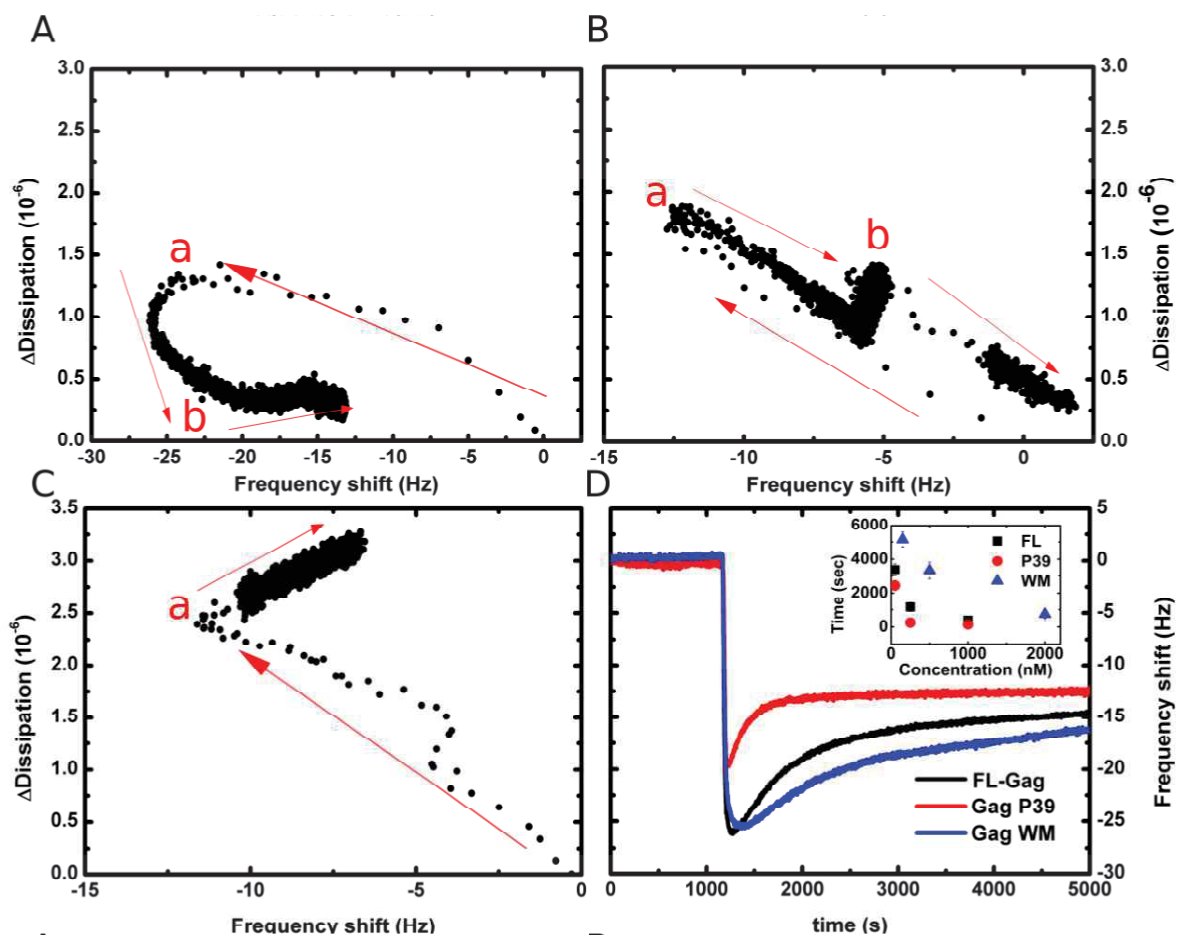 A
B
3.0
2.5
2.0
1.5
1.0
0.5
0.0
ΔDissipation (10⁻⁶)
a
b
-30 -25 -20 -15 -10 -5 0
Frequency shift (Hz)
a
b
3.0
2.5
2.0
1.5
1.0
0.5
0.0
ΔDissipation (10⁻⁶)
-15 -10 -5 0
Frequency shift (Hz)
C
D
3.5
3.0
2.5
2.0
1.5
1.0
0.5
0.0
ΔDissipation (10⁻⁶)
a
-15 -10 -5 0
Frequency shift (Hz)
6000
4000
2000
0
Time (sec)
FL
P39
WM
0 1000 2000
Concentration (nM)
FL-Gag
Gag P39
Gag WM
5
0
-5
-10
-15
-20
-25
-30
Frequency shift (Hz)
0 1000 2000 3000 4000 5000
time (s)